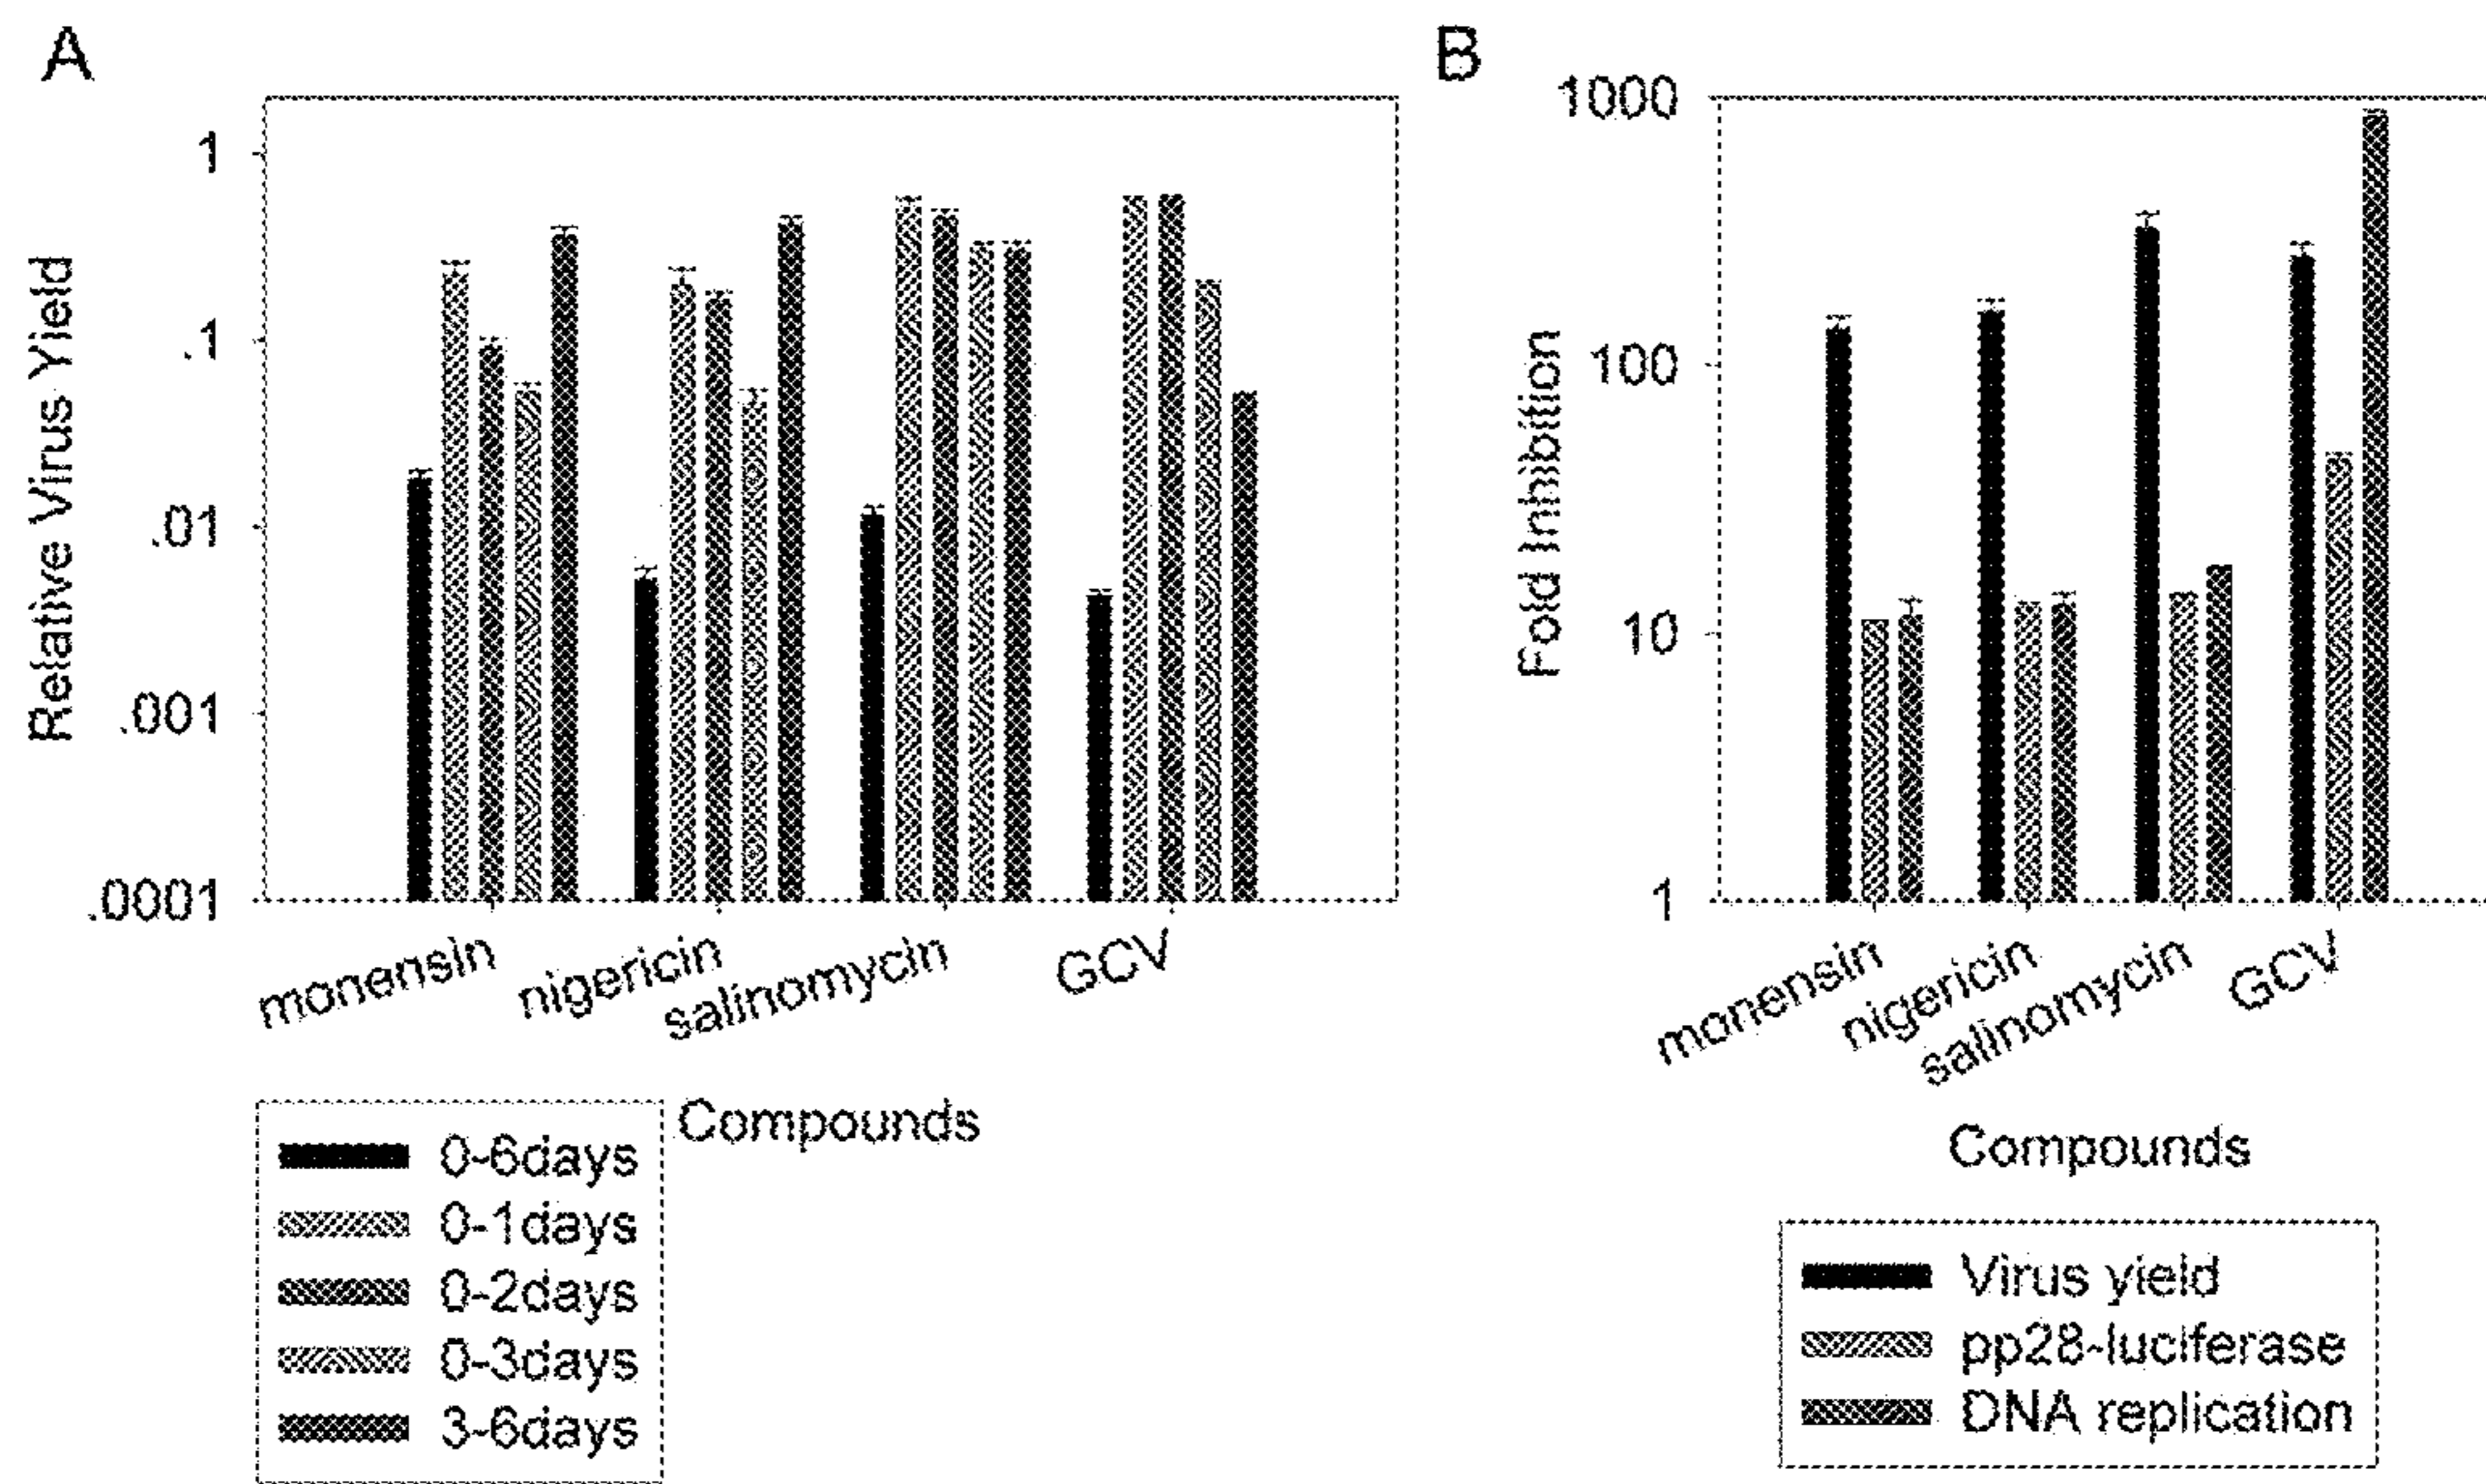 A
Relative Virus Yield
1
.1
.01
.001
.0001
monensin
nigericin
salinomycin
GCV
Compounds
0-6days
0-1days
0-2days
0-3days
3-6days
B
Fold Inhibition
1000
100
10
1
monensin
nigericin
salinomycin
GCV
Compounds
Virus yield
pp28-luciferase
DNA replication